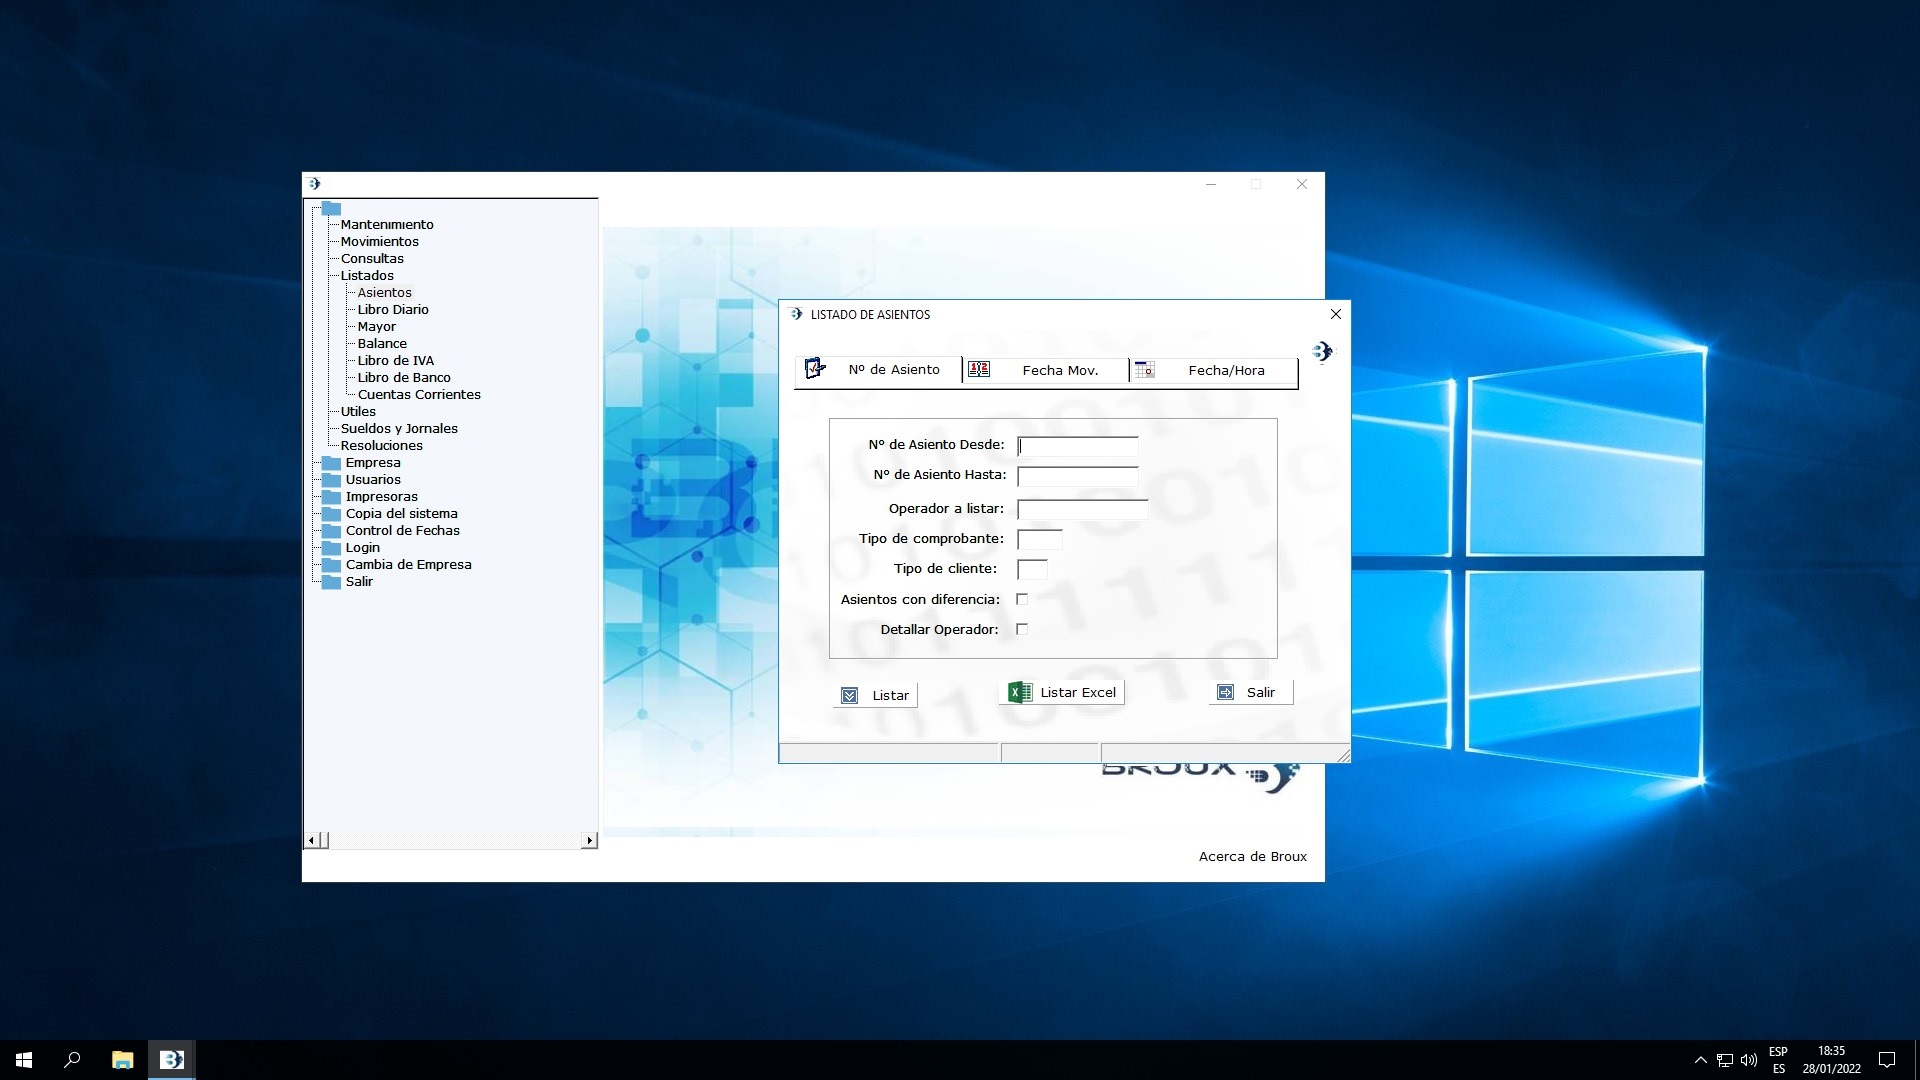 Mantenimiento
Movimientos
Consultas
Listados
Asientos
Libro Diario
Mayor
Balance
Libro de IVA
Libro de Banco
Cuentas Corrientes
Utiles
Sueldos y Jornales
Resoluciones
Empresa
Usuarios
Impresoras
Copia del sistema
Control de Fechas
Login
Cambia de Empresa
Salir
LISTADO DE ASIENTOS
Nº de Asiento
Fecha Mov.
Fecha/Hora
Nº de Asiento Desde:
Nº de Asiento Hasta:
Operador a listar:
Tipo de comprobante:
Tipo de cliente:
Asientos con diferencia:
Detallar Operador:
Listar
Listar Excel
Salir
BROUX
Acerca de Broux
ESP
ES
18:35
28/01/2022